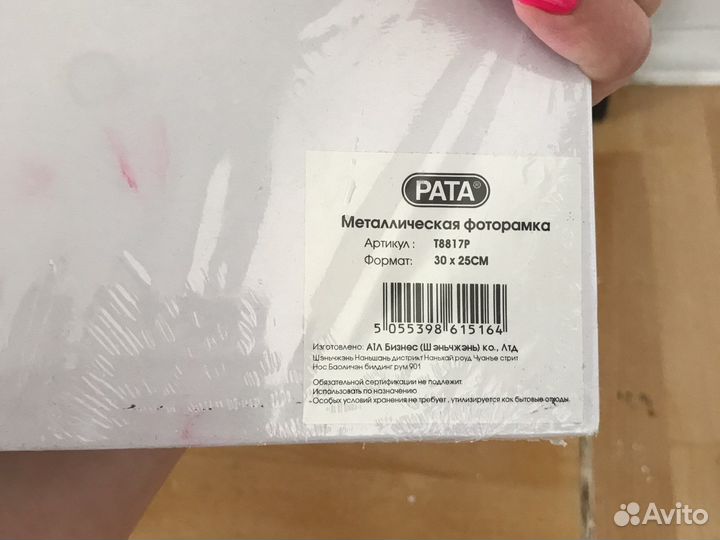 PATA®
Металлическая фоторамка
Артикул : T8817P
Формат: 30 x 25CM
5 055398 615164
Изготовлено: АТЛ Бизнес (Шэньчжэнь) ко., Лтд
Шэньчжэнь Наньшань дистрикт Наньхай роуд Чуанье стрит
Нос Баоличэн билдинг рум 901
Обязательной сертификации не подлежит.
Использовать по назначению
- Особых условий хранения не требует, утилизируется как бытовые отходы.
Avito